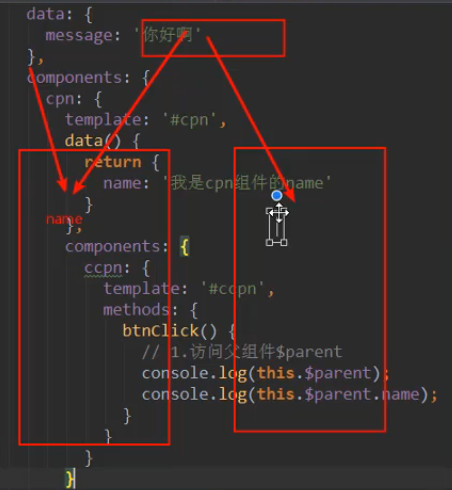 data: {
message: '你好啊'
},
components: {
cpn: {
template: '#cpn',
data() {
return {
name: '我是cpn组件的name'
}
name
},
components: {
ccpn: {
template: '#ccpn',
methods: {
btnClick() {
// 1.访问父组件$parent
console.log(this.$parent);
console.log(this.$parent.name);
}
}
}
}